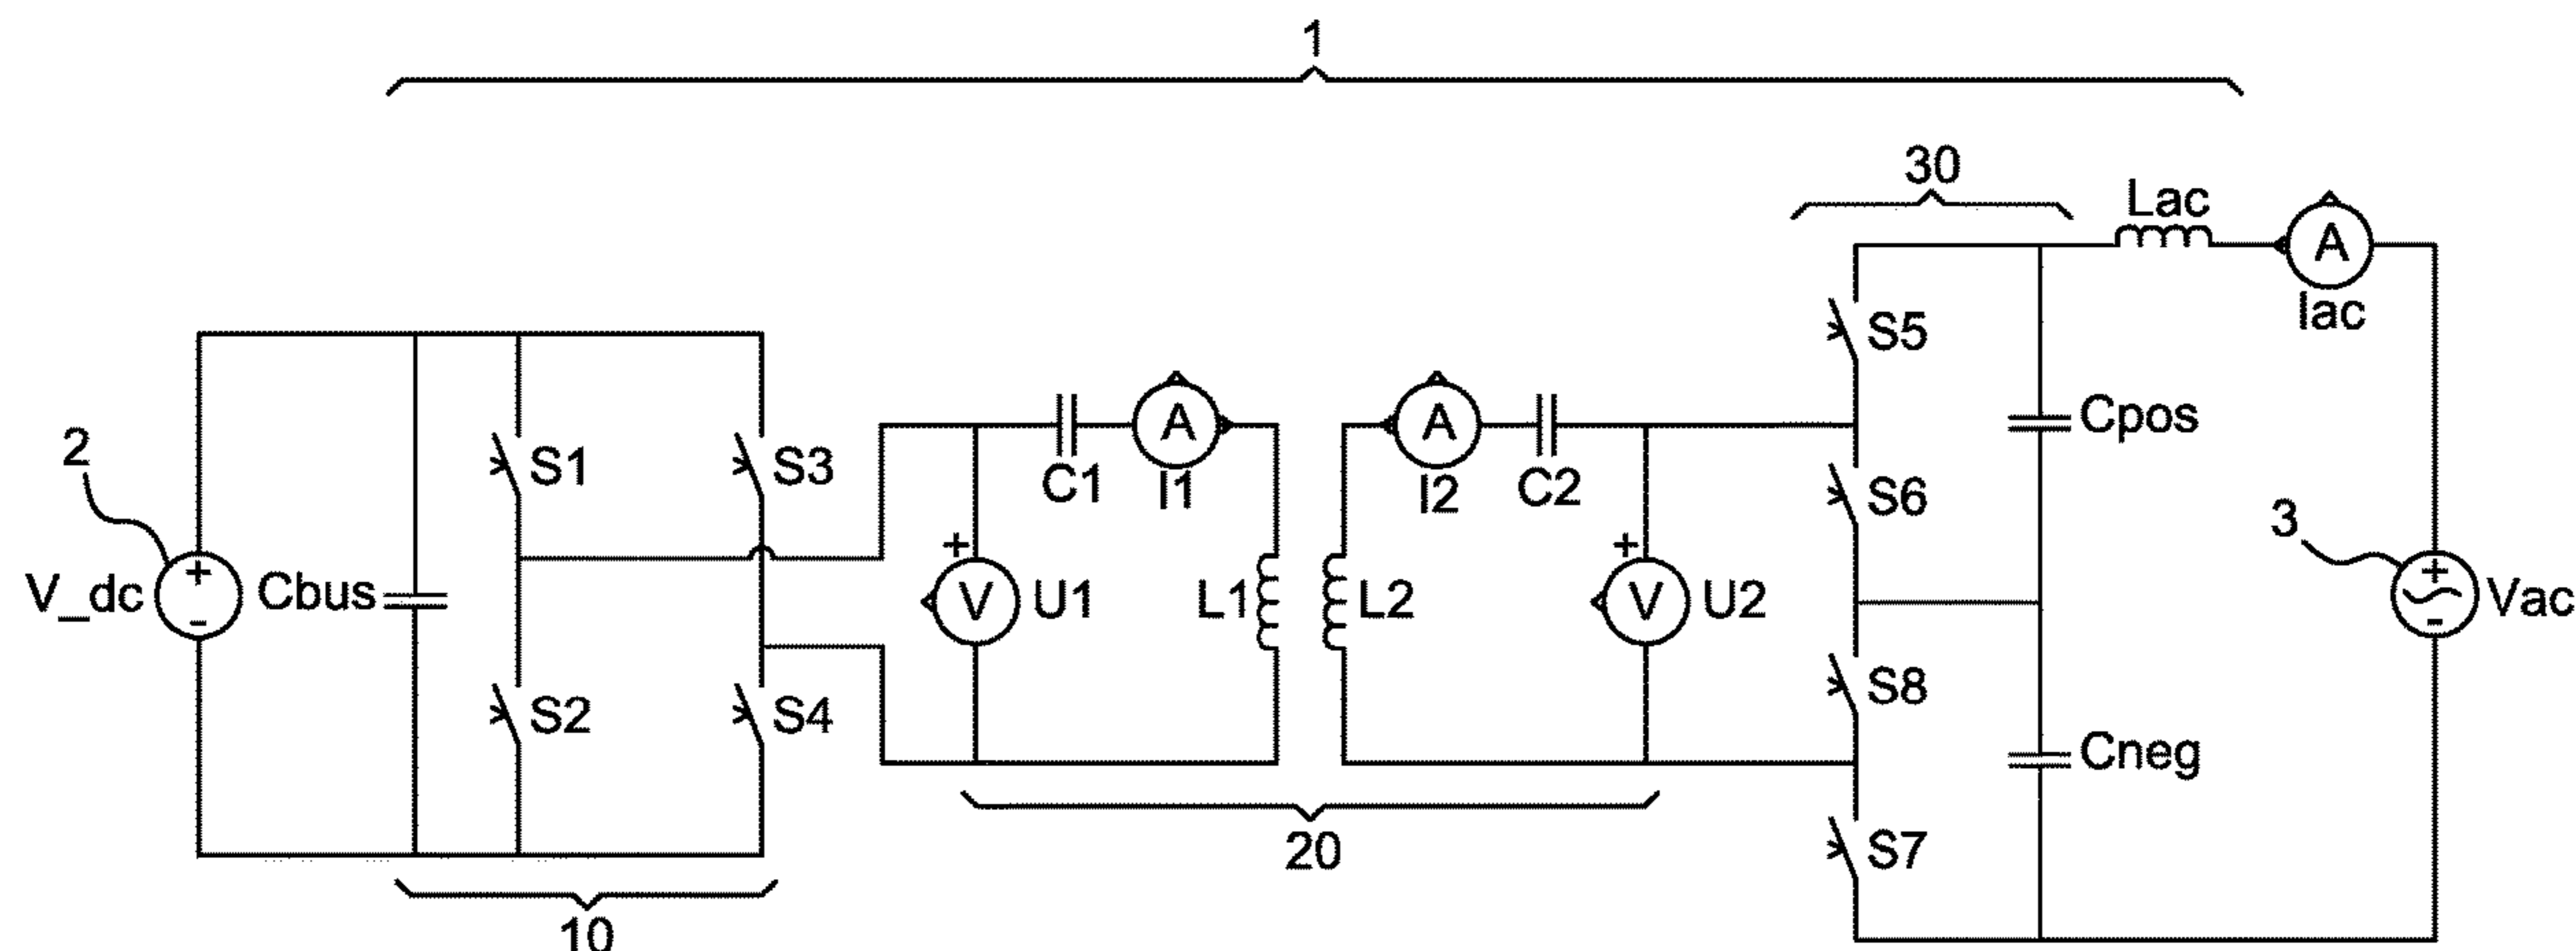 1
30
Lac
A
Iac
S5
Cpos
2
S1
S3
A
I1
C1
A
I2
C2
S6
3
V_dc
+
-
Cbus
+
V
U1
L1
L2
+
V
U2
+
-
Vac
S2
S4
S8
Cneg
S7
20
10